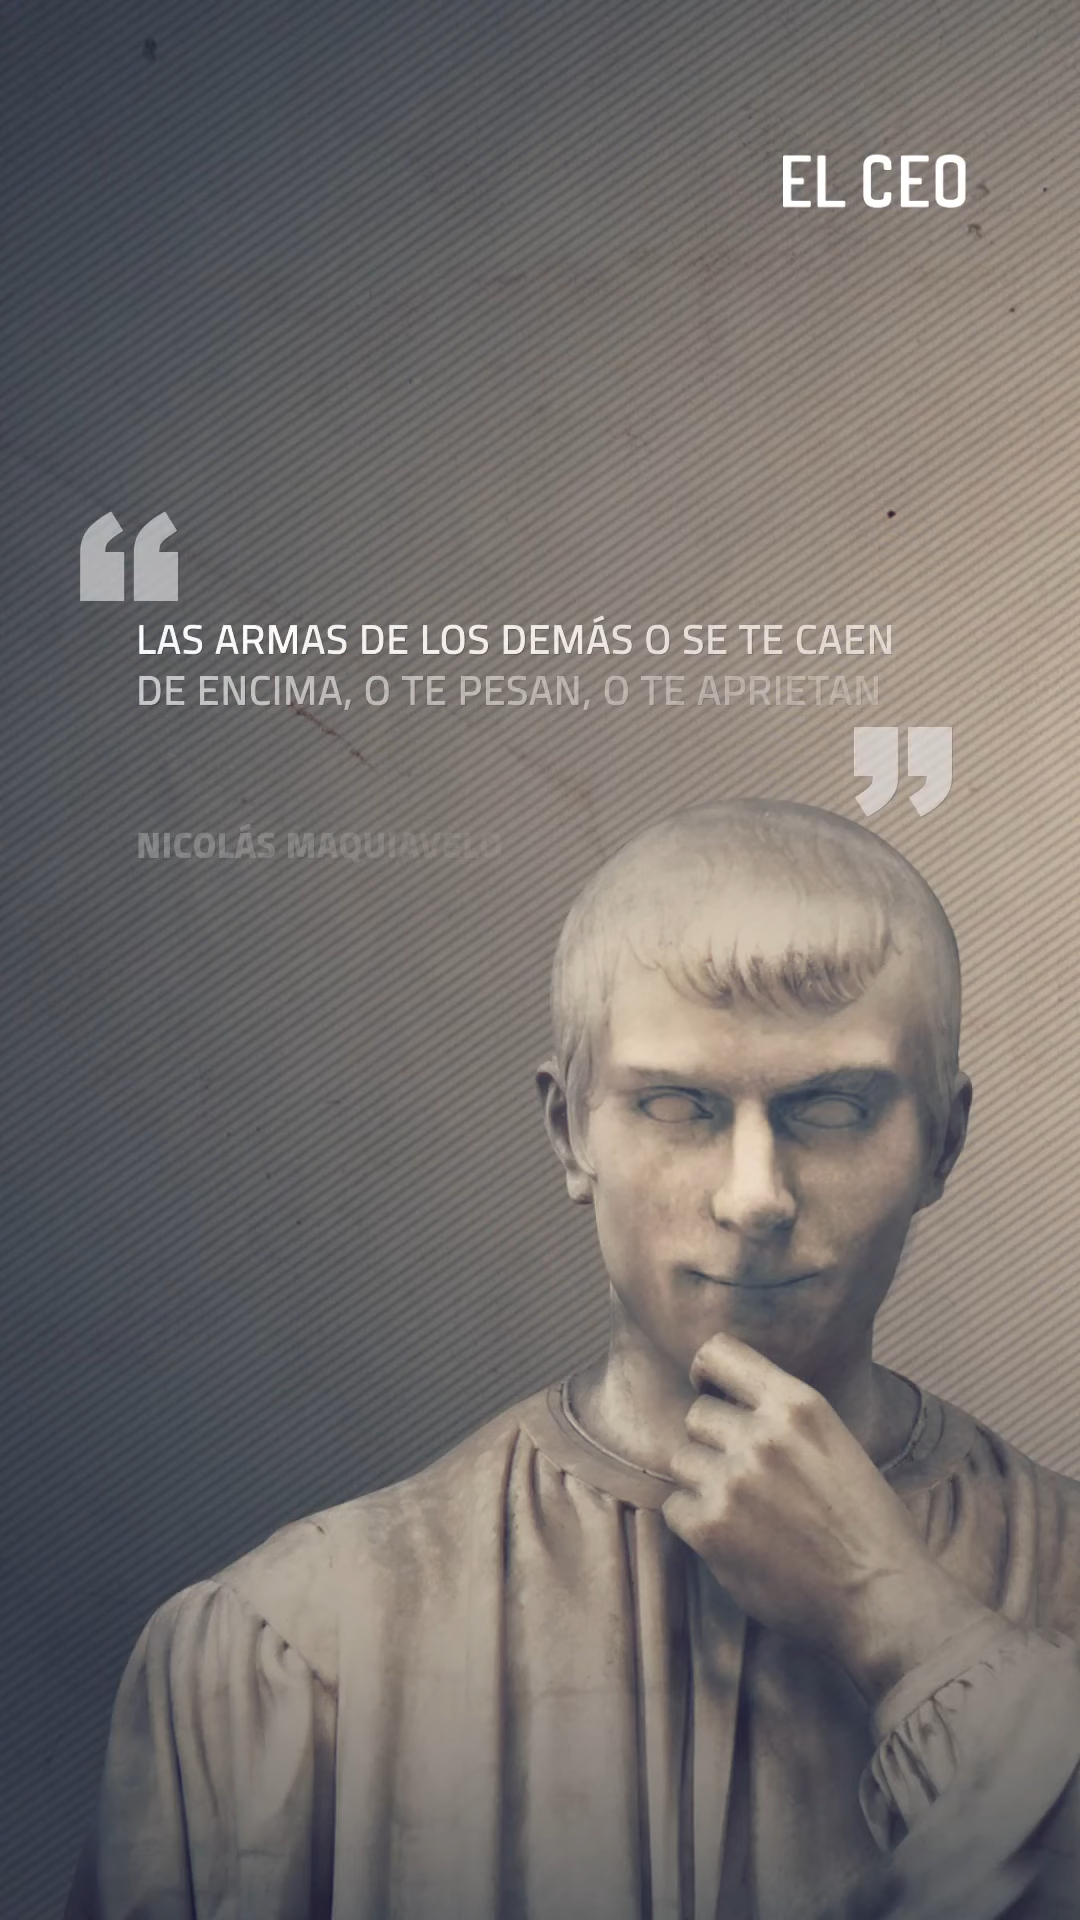 EL CEO
“
LAS ARMAS DE LOS DEMÁS O SE TE CAEN
DE ENCIMA, O TE PESAN, O TE APRIETAN
”
NICOLÁS MAQUIAVELO